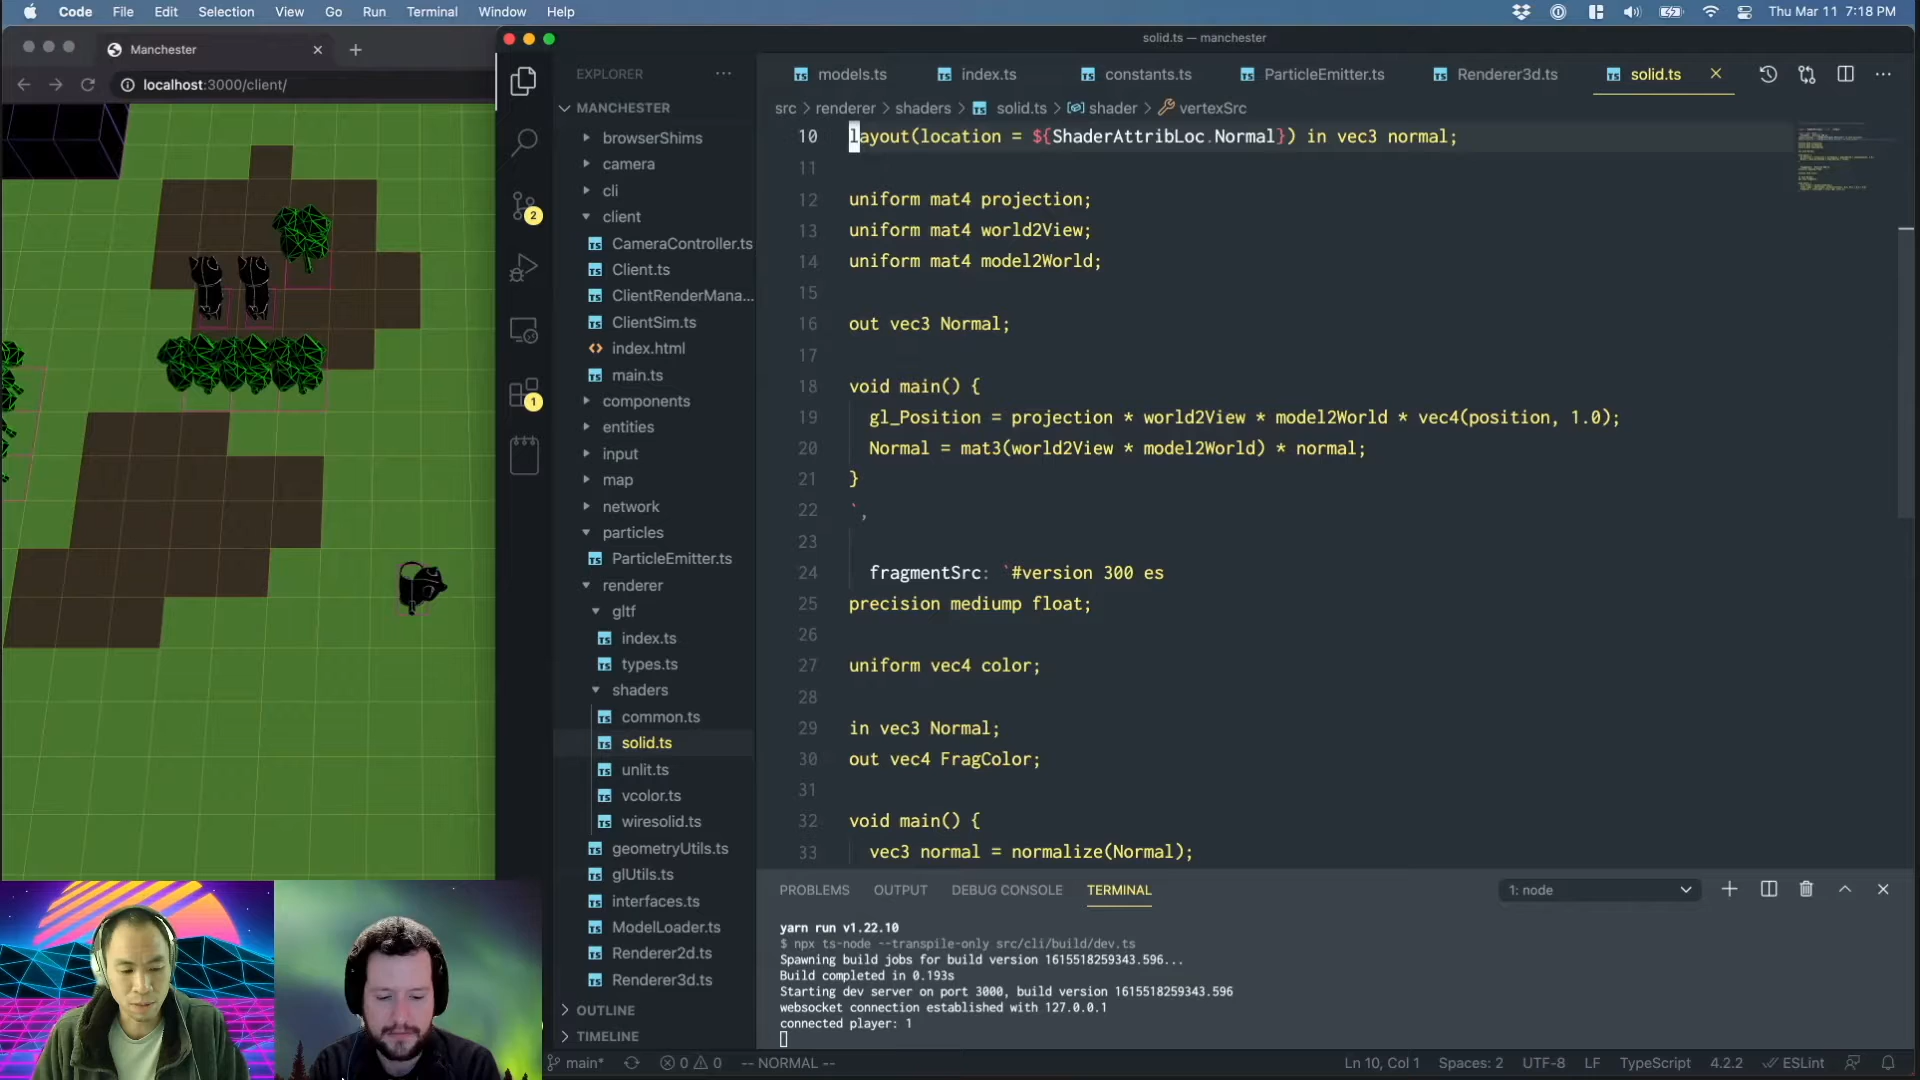 Code File Edit Selection View Go Run Terminal Window Help
Thu Mar 11 7:18 PM
Manchester
localhost:3000/client/
solid.ts — manchester
EXPLORER
MANCHESTER
browserShims
camera
cli
client
CameraController.ts
Client.ts
ClientRenderMana...
ClientSim.ts
index.html
main.ts
components
entities
input
map
network
particles
ParticleEmitter.ts
renderer
gltf
index.ts
types.ts
shaders
common.ts
solid.ts
unlit.ts
vcolor.ts
wiresolid.ts
geometryUtils.ts
glUtils.ts
interfaces.ts
ModelLoader.ts
Renderer2d.ts
Renderer3d.ts
OUTLINE
TIMELINE
2
1
models.ts index.ts constants.ts ParticleEmitter.ts Renderer3d.ts solid.ts
src > renderer > shaders > solid.ts > shader > vertexSrc
10 layout(location = ${ShaderAttribLoc.Normal}) in vec3 normal;
11
12 uniform mat4 projection;
13 uniform mat4 world2View;
14 uniform mat4 model2World;
15
16 out vec3 Normal;
17
18 void main() {
19 gl_Position = projection * world2View * model2World * vec4(position, 1.0);
20 Normal = mat3(world2View * model2World) * normal;
21 }
22 `,
23
24 fragmentSrc: `#version 300 es
25 precision mediump float;
26
27 uniform vec4 color;
28
29 in vec3 Normal;
30 out vec4 FragColor;
31
32 void main() {
33 vec3 normal = normalize(Normal);
PROBLEMS OUTPUT DEBUG CONSOLE TERMINAL
1: node
yarn run v1.22.10
$ npx ts-node --transpile-only src/cli/build/dev.ts
Spawning build jobs for build version 1615518259343.596...
Build completed in 0.193s
Starting dev server on port 3000, build version 1615518259343.596
websocket connection established with 127.0.0.1
connected player: 1
main* 0 0 -- NORMAL --
Ln 10, Col 1 Spaces: 2 UTF-8 LF TypeScript 4.2.2 ESLint